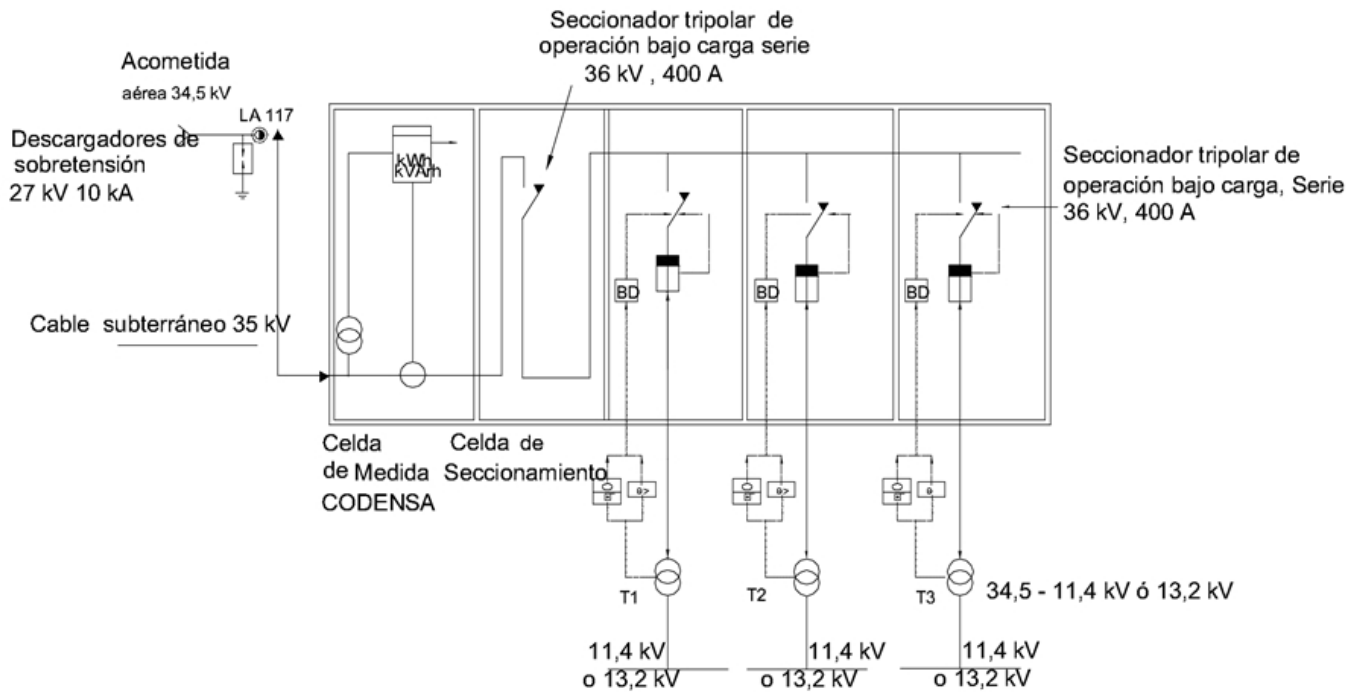 Seccionador tripolar de
operación bajo carga serie
36 kV , 400 A
Acometida
aérea 34,5 kV
LA 117
Descargadores de
sobretensión
27 kV 10 kA
kWh
kVArh
Seccionador tripolar de
operación bajo carga, Serie
36 kV, 400 A
BD
BD
BD
Cable subterráneo 35 kV
Celda
de Medida
CODENSA
Celda de
Seccionamiento
T1
T2
T3
34,5 - 11,4 kV ó 13,2 kV
11,4 kV
o 13,2 kV
11,4 kV
o 13,2 kV
11,4 kV
o 13,2 kV